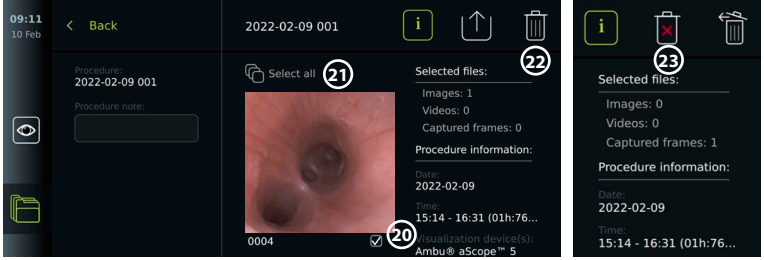 09:11
10 Feb
Back
2022-02-09 001
i
Procedure:
2022-02-09 001
Procedure note:
Select all
21
22
Selected files:
Images: 1
Videos: 0
Captured frames: 0
Procedure information:
Date:
2022-02-09
Time:
15:14 - 16:31 (01h:76...
Visualization device(s):
Ambu® aScope™ 5
0004
20
i
23
Selected files:
Images: 0
Videos: 0
Captured frames: 1
Procedure information:
Date:
2022-02-09
Time:
15:14 - 16:31 (01h:76...